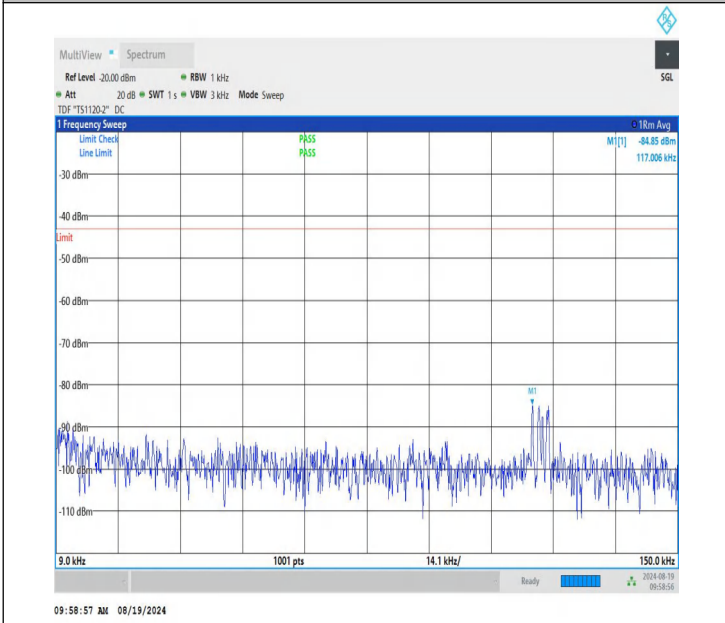 MultiView Spectrum
Ref Level -20.00 dBm RBW 1 kHz SGL
Att 20 dB SWT 1 s VBW 3 kHz Mode Sweep
TDF "TS1120-2" DC
1 Frequency Sweep 1Rm Avg
Limit Check PASS M1[1] -84.85 dBm
Line Limit PASS 117.006 kHz
-30 dBm
-40 dBm
Limit
-50 dBm
-60 dBm
-70 dBm
-80 dBm
M1
-90 dBm
-100 dBm
-110 dBm
9.0 kHz 1001 pts 14.1 kHz/ 150.0 kHz
Ready 2024-08-19
09:58:56
09:58:57 AM 08/19/2024